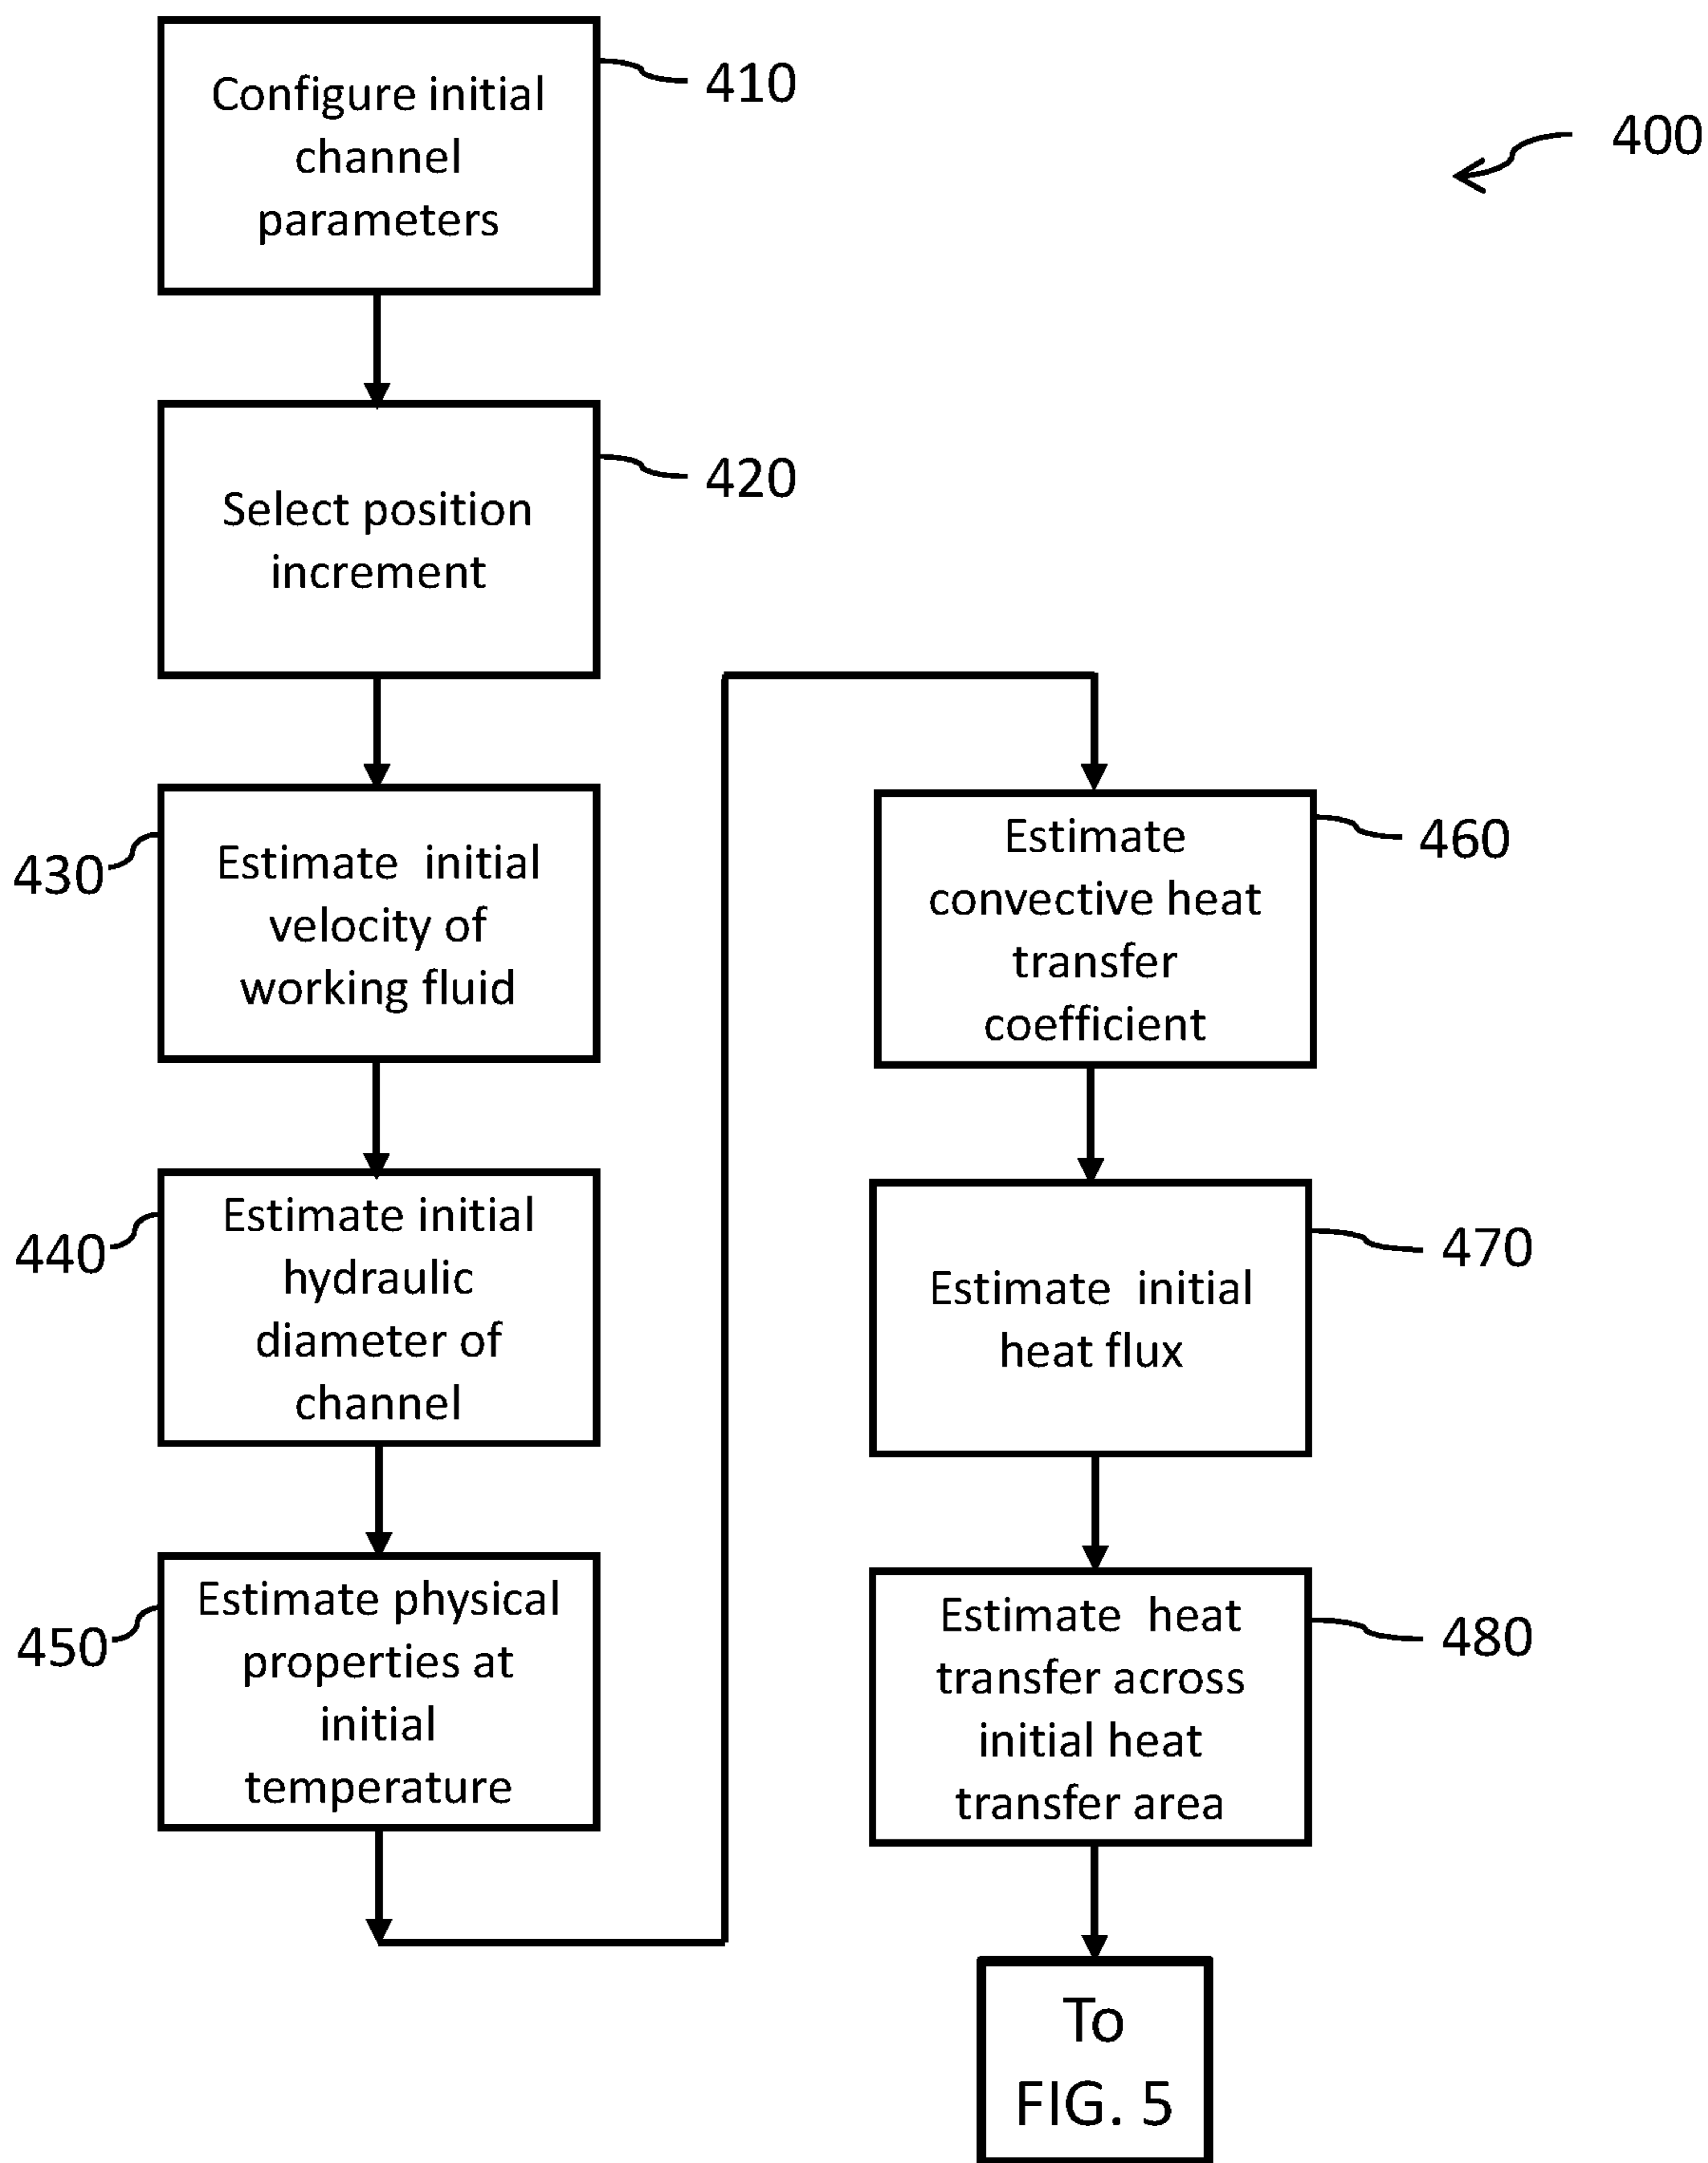 Configure initial
channel
parameters
410
400
Select position
increment
420
430
Estimate initial
velocity of
working fluid
440
Estimate initial
hydraulic
diameter of
channel
450
Estimate physical
properties at
initial
temperature
Estimate
convective heat
transfer
coefficient
460
Estimate initial
heat flux
470
Estimate heat
transfer across
initial heat
transfer area
480
To
FIG. 5